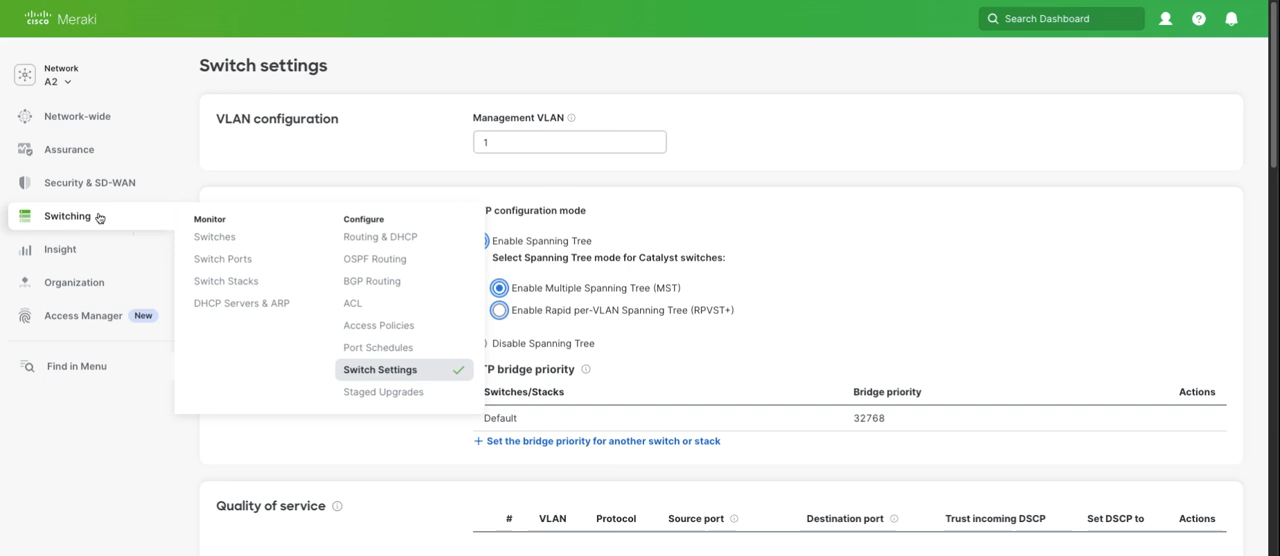 CISCO Meraki
Search Dashboard
Network
A2
Network-wide
Assurance
Security & SD-WAN
Switching
Insight
Organization
Access Manager New
Find in Menu
Monitor
Switches
Switch Ports
Switch Stacks
DHCP Servers & ARP
Configure
Routing & DHCP
OSPF Routing
BGP Routing
ACL
Access Policies
Port Schedules
Switch Settings
Staged Upgrades
Switch settings
VLAN configuration
Management VLAN
1
P configuration mode
Enable Spanning Tree
Select Spanning Tree mode for Catalyst switches:
Enable Multiple Spanning Tree (MST)
Enable Rapid per-VLAN Spanning Tree (RPVST+)
Disable Spanning Tree
TP bridge priority
Switches/Stacks Bridge priority Actions
Default 32768
+ Set the bridge priority for another switch or stack
Quality of service
# VLAN Protocol Source port Destination port Trust incoming DSCP Set DSCP to Actions